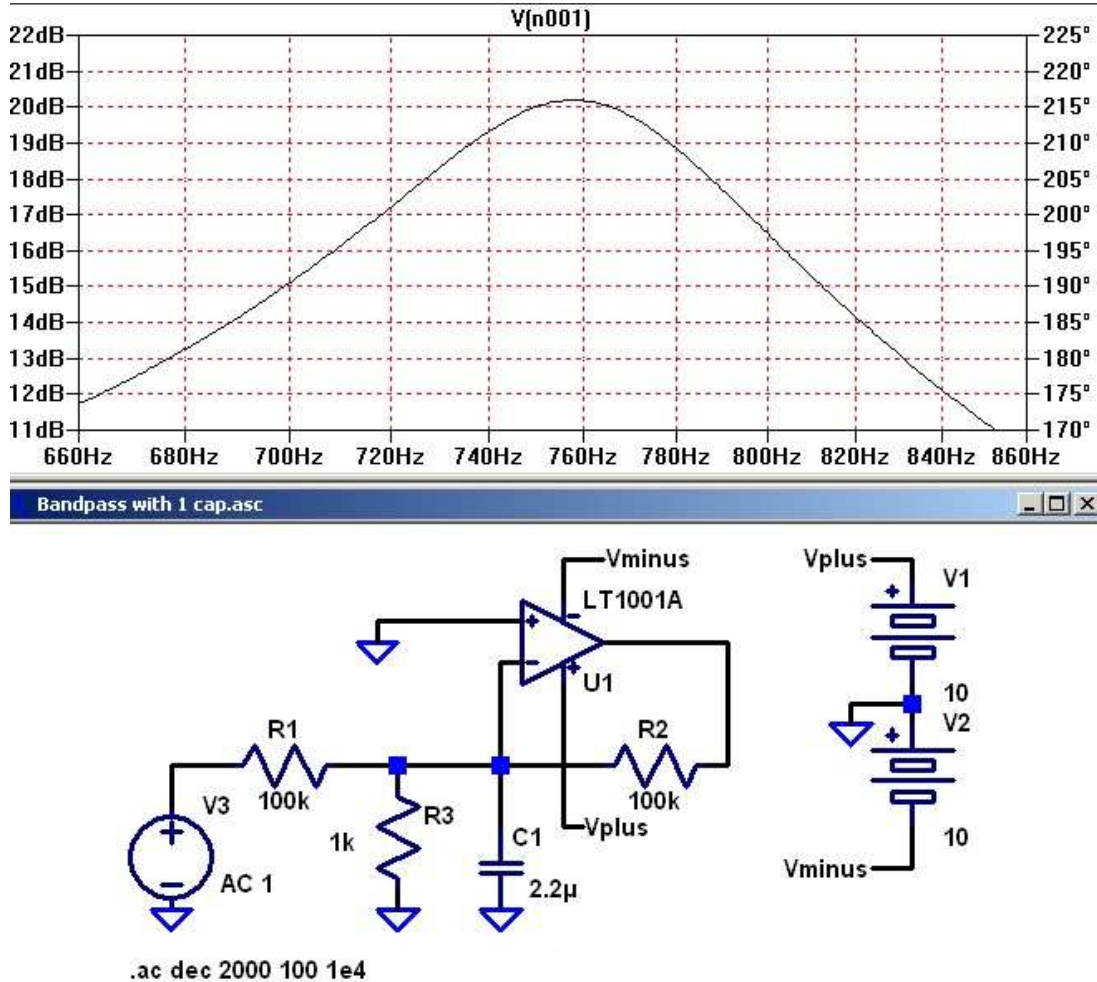 V(n001)
22dB 225°
21dB 220°
20dB 215°
19dB 210°
18dB 205°
17dB 200°
16dB 195°
15dB 190°
14dB 185°
13dB 180°
12dB 175°
11dB 170°
660Hz 680Hz 700Hz 720Hz 740Hz 760Hz 780Hz 800Hz 820Hz 840Hz 860Hz
Bandpass with 1 cap.asc
Vminus
Vplus
V1
LT1001A
U1
10
V2
R1
R2
100k
100k
V3
R3
1k
C1
Vplus
10
Vminus
AC 1
2.2µ
.ac dec 2000 100 1e4